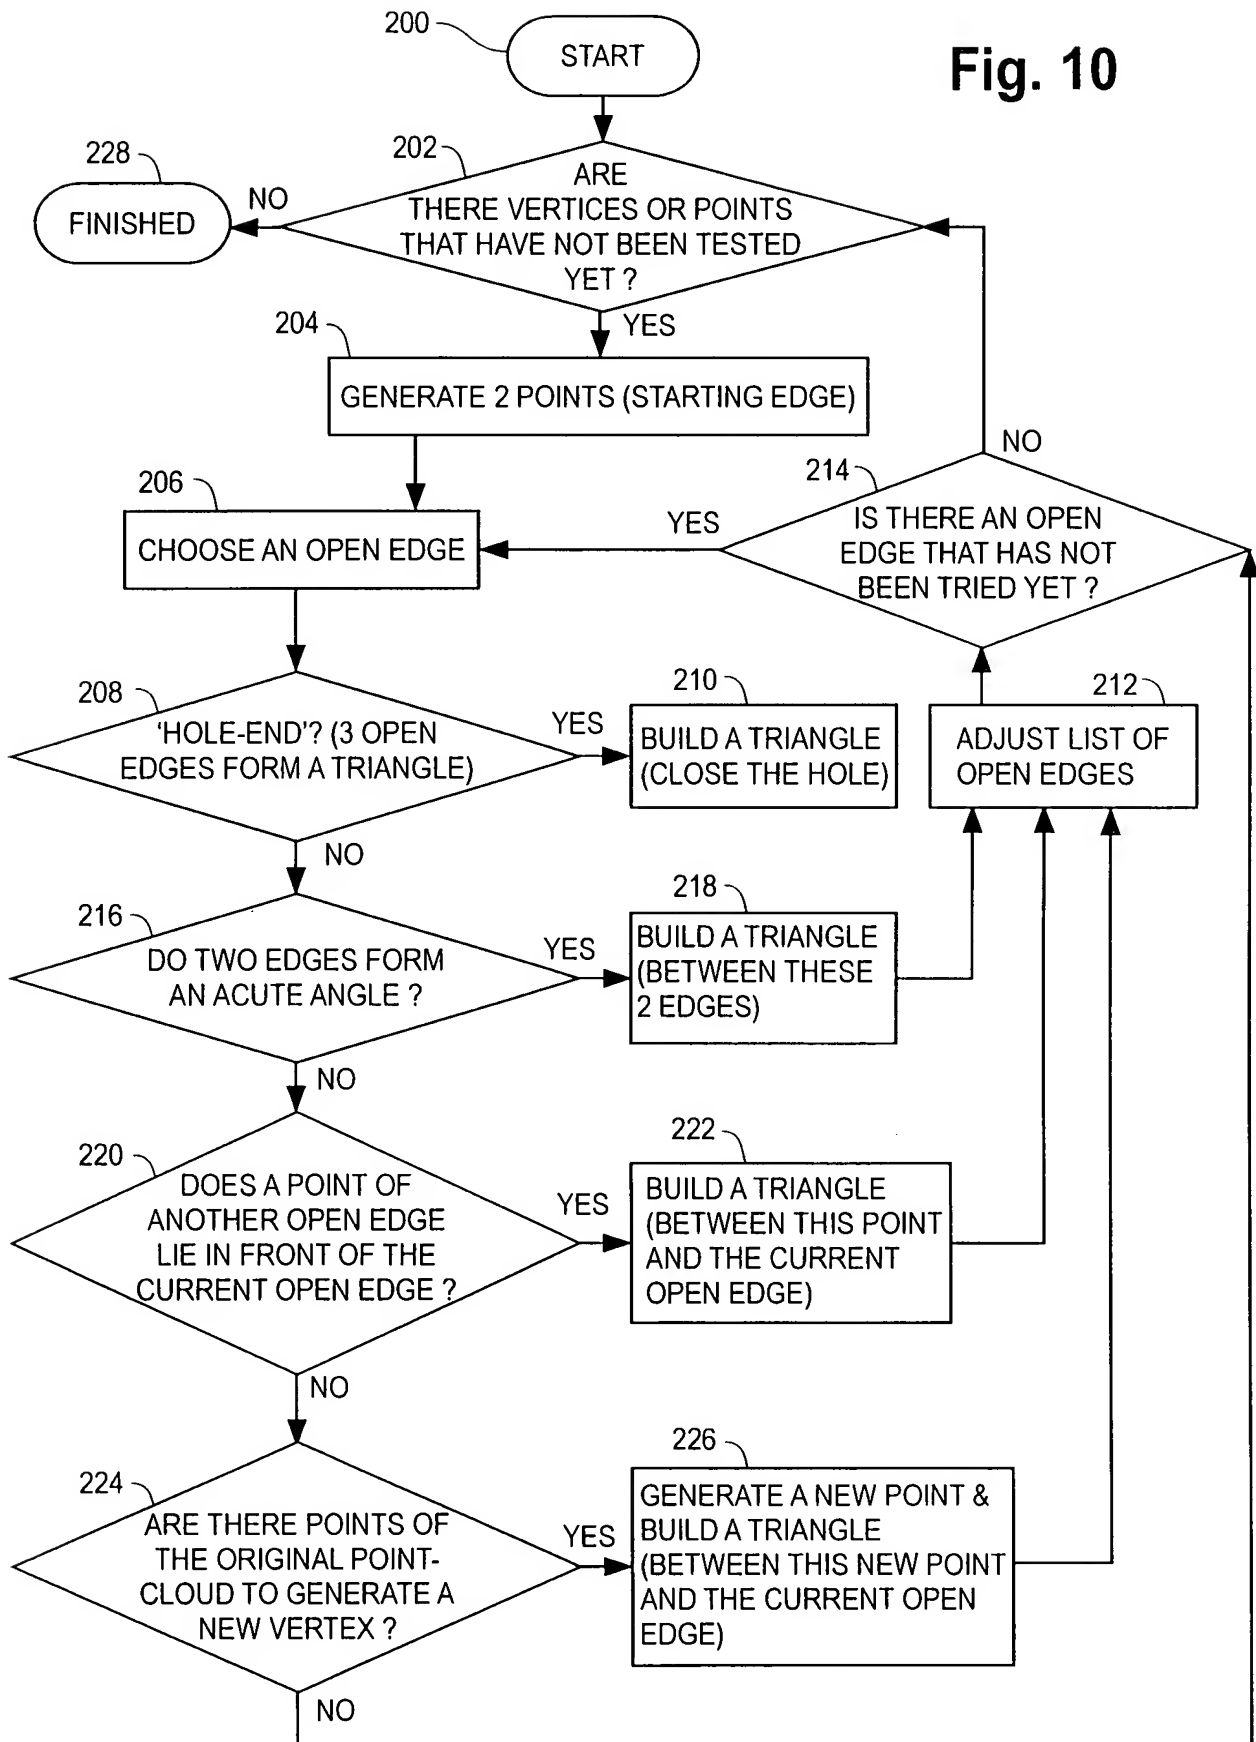 200
START
Fig. 10
228
FINISHED
NO
202
ARE
THERE VERTICES OR POINTS
THAT HAVE NOT BEEN TESTED
YET ?
204
YES
GENERATE 2 POINTS (STARTING EDGE)
206
CHOOSE AN OPEN EDGE
YES
214
NO
IS THERE AN OPEN
EDGE THAT HAS NOT
BEEN TRIED YET ?
208
'HOLE-END'? (3 OPEN
EDGES FORM A TRIANGLE)
YES
210
BUILD A TRIANGLE
(CLOSE THE HOLE)
212
ADJUST LIST OF
OPEN EDGES
NO
216
DO TWO EDGES FORM
AN ACUTE ANGLE ?
YES
218
BUILD A TRIANGLE
(BETWEEN THESE
2 EDGES)
NO
220
DOES A POINT OF
ANOTHER OPEN EDGE
LIE IN FRONT OF THE
CURRENT OPEN EDGE ?
YES
222
BUILD A TRIANGLE
(BETWEEN THIS POINT
AND THE CURRENT
OPEN EDGE)
NO
224
ARE THERE POINTS OF
THE ORIGINAL POINT-
CLOUD TO GENERATE A
NEW VERTEX ?
YES
226
GENERATE A NEW POINT &
BUILD A TRIANGLE
(BETWEEN THIS NEW POINT
AND THE CURRENT OPEN
EDGE)
NO